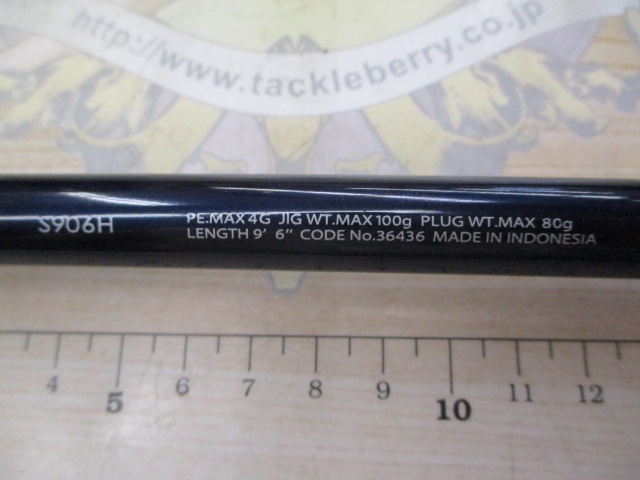 http://www.tackleberry.co.jp
S906H
PE.MAX 4G JIG WT.MAX 100g PLUG WT.MAX 80g
LENGTH 9' 6" CODE No.36436 MADE IN INDONESIA
4 5 6 7 8 9 10 11 12